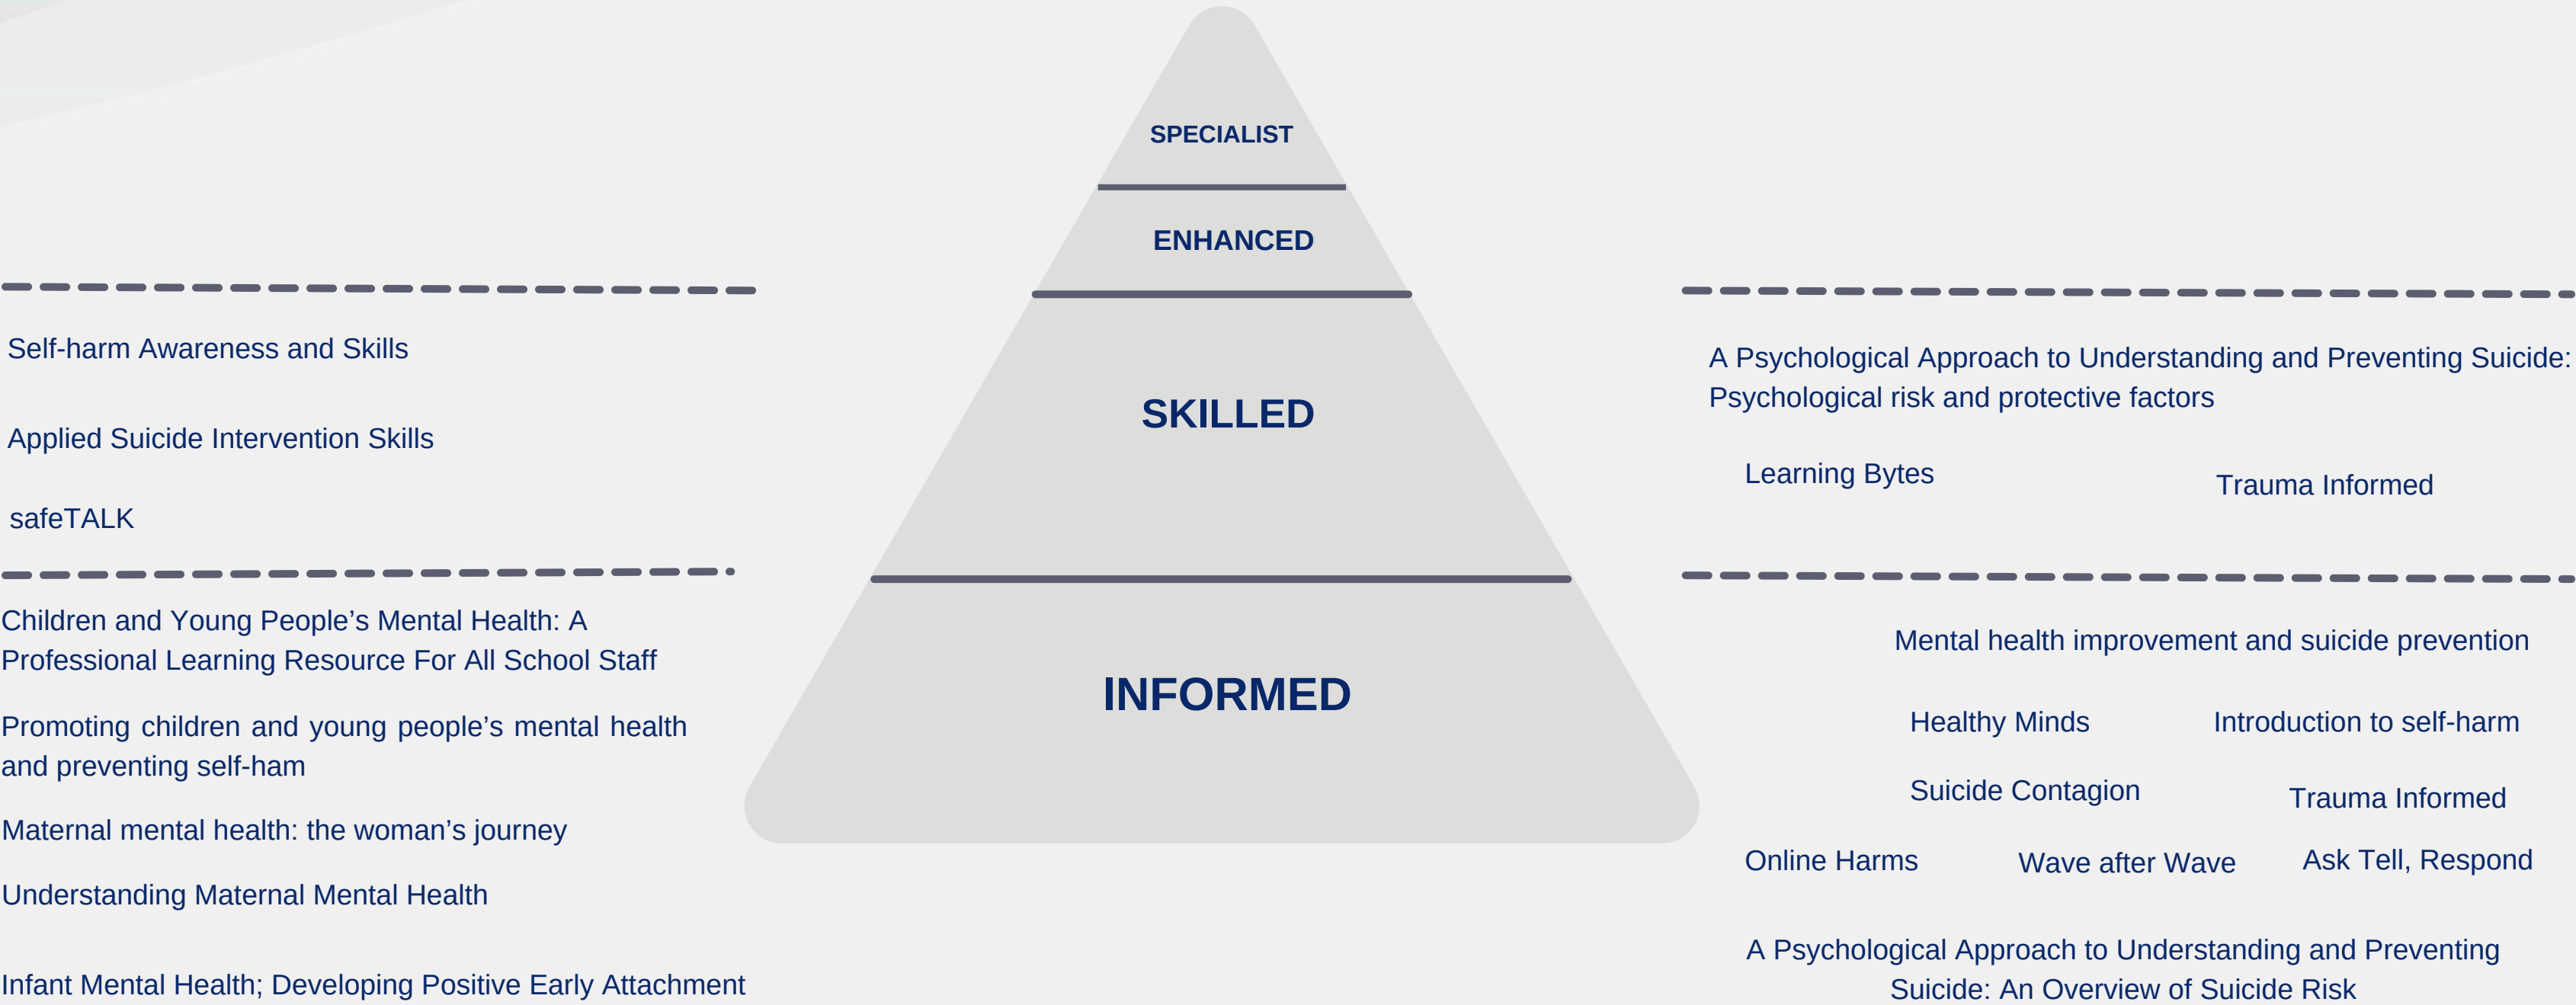 SPECIALIST
ENHANCED
SKILLED
INFORMED
Self-harm Awareness and Skills
Applied Suicide Intervention Skills
safeTALK
Children and Young People’s Mental Health: A
Professional Learning Resource For All School Staff
Promoting children and young people’s mental health
and preventing self-ham
Maternal mental health: the woman’s journey
Understanding Maternal Mental Health
Infant Mental Health; Developing Positive Early Attachment
A Psychological Approach to Understanding and Preventing Suicide:
Psychological risk and protective factors
Learning Bytes
Trauma Informed
Mental health improvement and suicide prevention
Healthy Minds
Introduction to self-harm
Suicide Contagion
Trauma Informed
Online Harms
Wave after Wave
Ask Tell, Respond
A Psychological Approach to Understanding and Preventing
Suicide: An Overview of Suicide Risk